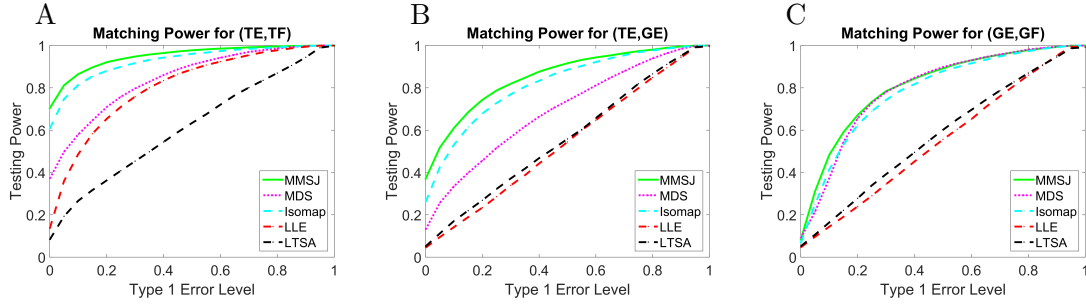 A
Matching Power for (TE,TF)
Testing Power
1
0.8
0.6
0.4
0.2
0
0 0.2 0.4 0.6 0.8 1
Type 1 Error Level
MMSJ
MDS
Isomap
LLE
LTSA
B
Matching Power for (TE,GE)
Testing Power
1
0.8
0.6
0.4
0.2
0
0 0.2 0.4 0.6 0.8 1
Type 1 Error Level
MMSJ
MDS
Isomap
LLE
LTSA
C
Matching Power for (GE,GF)
Testing Power
1
0.8
0.6
0.4
0.2
0
0 0.2 0.4 0.6 0.8 1
Type 1 Error Level
MMSJ
MDS
Isomap
LLE
LTSA